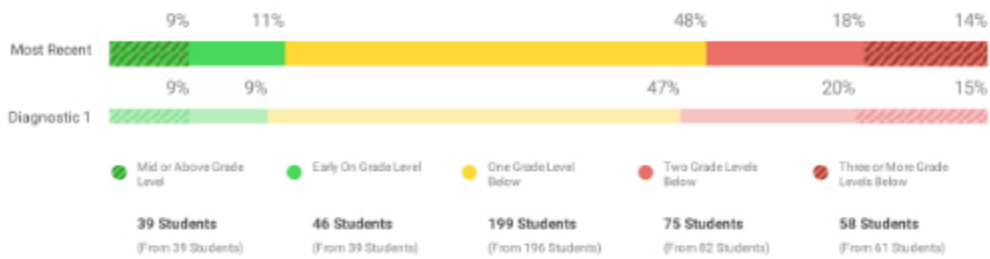 9% 11% 48% 18% 14%
Most Recent
9% 9% 47% 20% 15%
Diagnostic 1
Mid or Above Grade
Level
Early On Grade Level
One Grade Level
Below
Two Grade Levels
Below
Three or More Grade
Levels Below
39 Students
(From 39 Students)
46 Students
(From 39 Students)
199 Students
(From 196 Students)
75 Students
(From 82 Students)
58 Students
(From 61 Students)